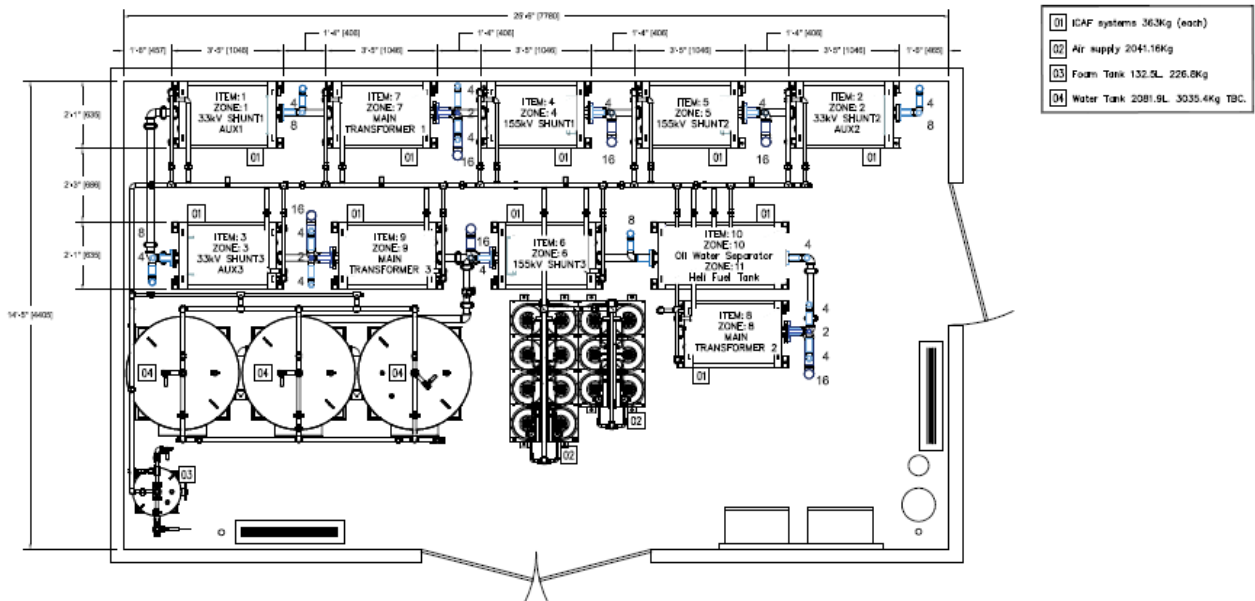 25'-6" [7780]
1'-4" [406]
1'-4" [406]
1'-4" [406]
1'-4" [406]
1'-6" [457]
3'-5" [1046]
3'-5" [1046]
3'-5" [1046]
3'-5" [1046]
3'-5" [1046]
1'-6" [465]
01 ICAF systems 363Kg (each)
02 Air supply 2041.16Kg
03 Foam Tank 132.5L. 226.8Kg
04 Water Tank 2081.9L. 3035.4Kg TBC.
2'-1" [635]
ITEM: 1
ZONE: 1
33kV SHUNT1
AUX1
4
8
01
ITEM: 7
ZONE: 7
MAIN
TRANSFORMER 1
4
2
4
16
01
ITEM: 4
ZONE: 4
155kV SHUNT1
4
16
01
ITEM: 5
ZONE: 5
155kV SHUNT2
4
16
01
ITEM: 2
ZONE: 2
33kV SHUNT2
AUX2
4
8
01
2'-3" [686]
2'-1" [635]
8
4
01
ITEM: 3
ZONE: 3
33kV SHUNT3
AUX3
16
4
2
4
01
ITEM: 9
ZONE: 9
MAIN
TRANSFORMER 3
16
4
01
ITEM: 6
ZONE: 6
155kV SHUNT3
8
01
ITEM: 10
ZONE: 10
Oil Water Separator
ZONE: 11
Heli Fuel Tank
4
14'-5" [4405]
ITEM: 8
ZONE: 8
MAIN
TRANSFORMER 2
4
2
4
16
01
04
04
04
02
02
03